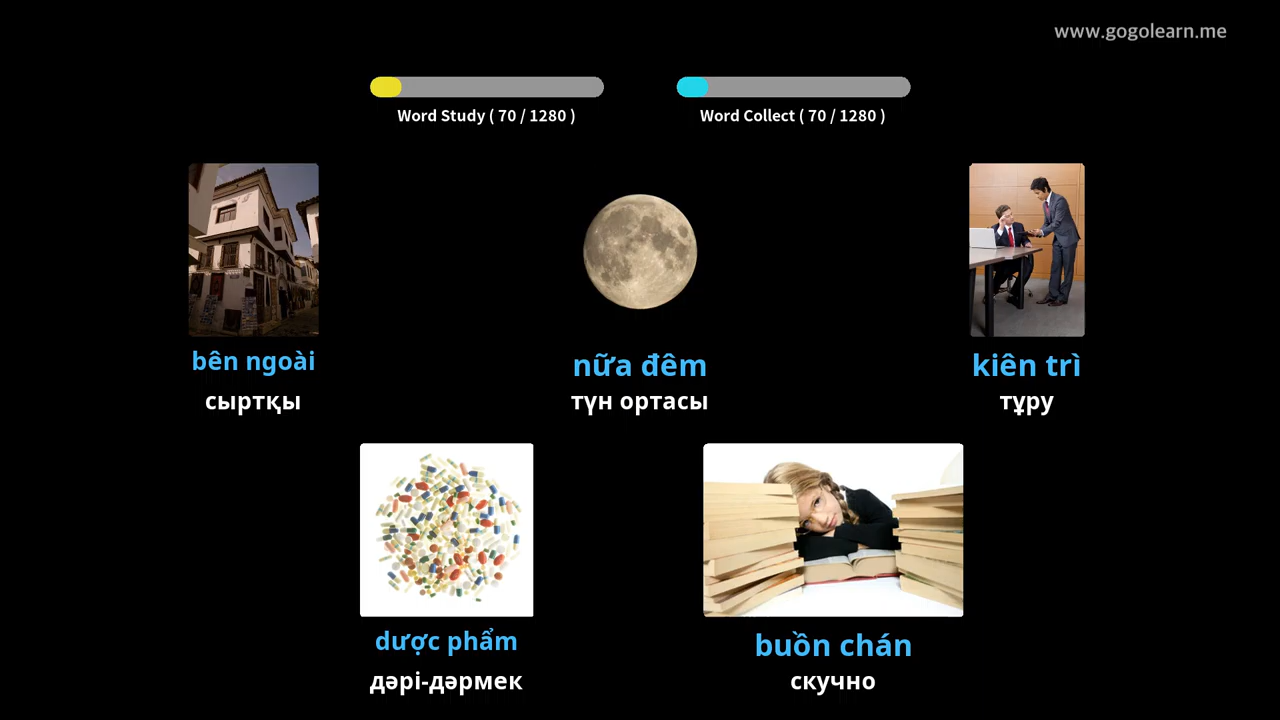 www.gogolearn.me
Word Study ( 70 / 1280 )
Word Collect ( 70 / 1280 )
bên ngoài
сыртқы
nữa đêm
түн ортасы
kiên trì
тұру
dược phẩm
дәрі-дәрмек
buồn chán
скучно